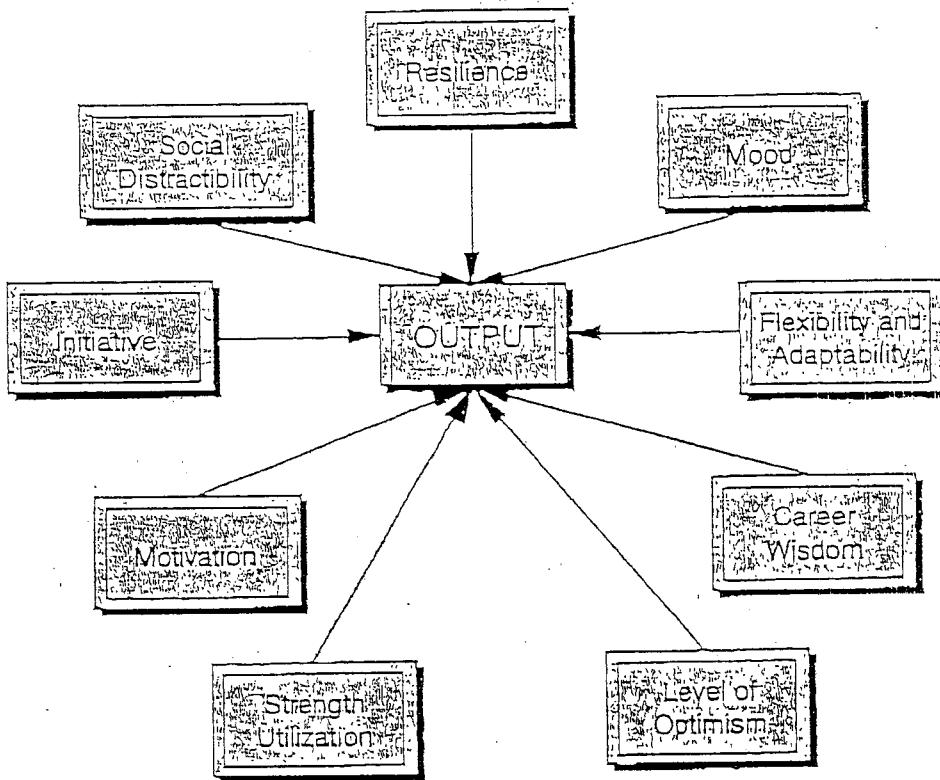 Resilience
Social
Distractibility
Mood
Initiative
OUTPUT
Flexibility and
Adaptability
Motivation
Career
Wisdom
Strength
Utilization
Level of
Optimism